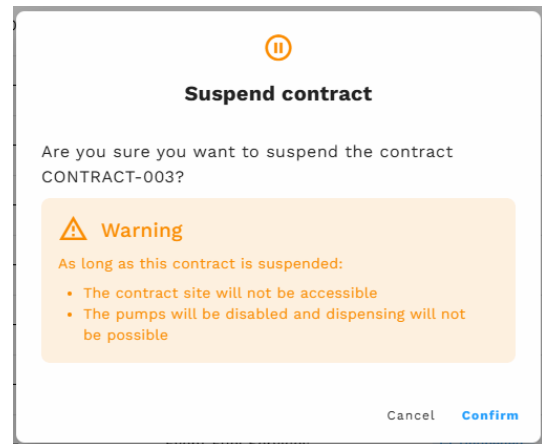 Suspend contract
Are you sure you want to suspend the contract
CONTRACT-003?
Warning
As long as this contract is suspended:
• The contract site will not be accessible
• The pumps will be disabled and dispensing will not
be possible
Cancel Confirm